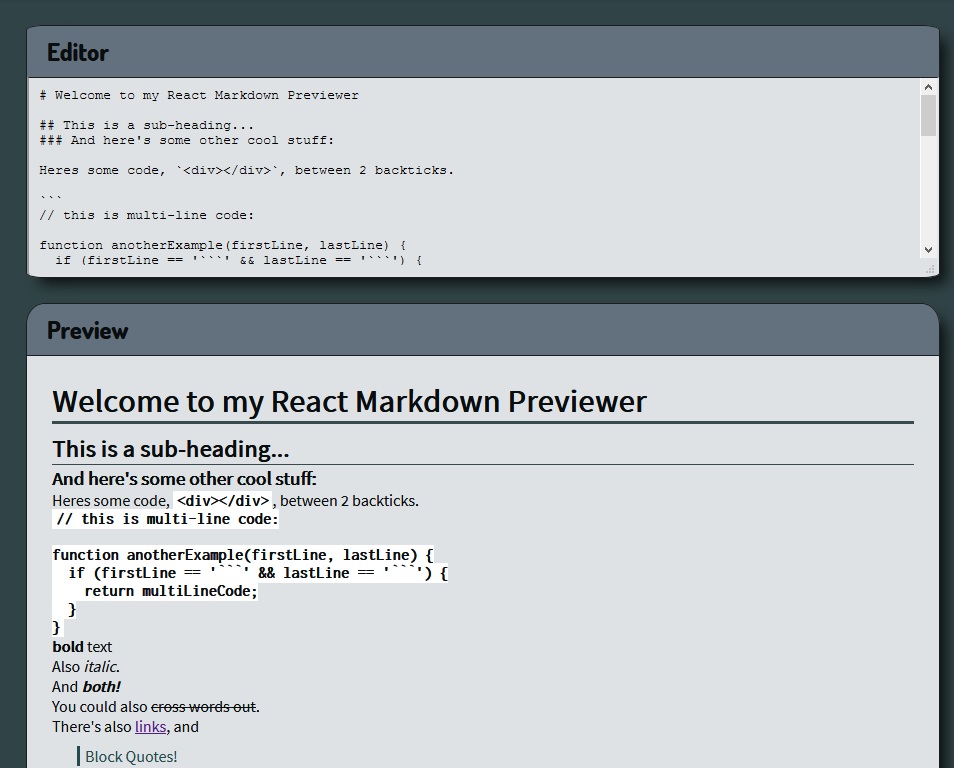 Editor
# Welcome to my React Markdown Previewer
## This is a sub-heading...
### And here's some other cool stuff:
Heres some code, `<div></div>`, between 2 backticks.
```
// this is multi-line code:
function anotherExample(firstLine, lastLine) {
  if (firstLine == '```' && lastLine == '```') {
Preview
Welcome to my React Markdown Previewer
This is a sub-heading...
And here's some other cool stuff:
Heres some code, <div></div>, between 2 backticks.
// this is multi-line code:
function anotherExample(firstLine, lastLine) {
  if (firstLine == '```' && lastLine == '```') {
    return multiLineCode;
  }
}
bold text
Also italic.
And both!
You could also cross words out.
There's also links, and
Block Quotes!